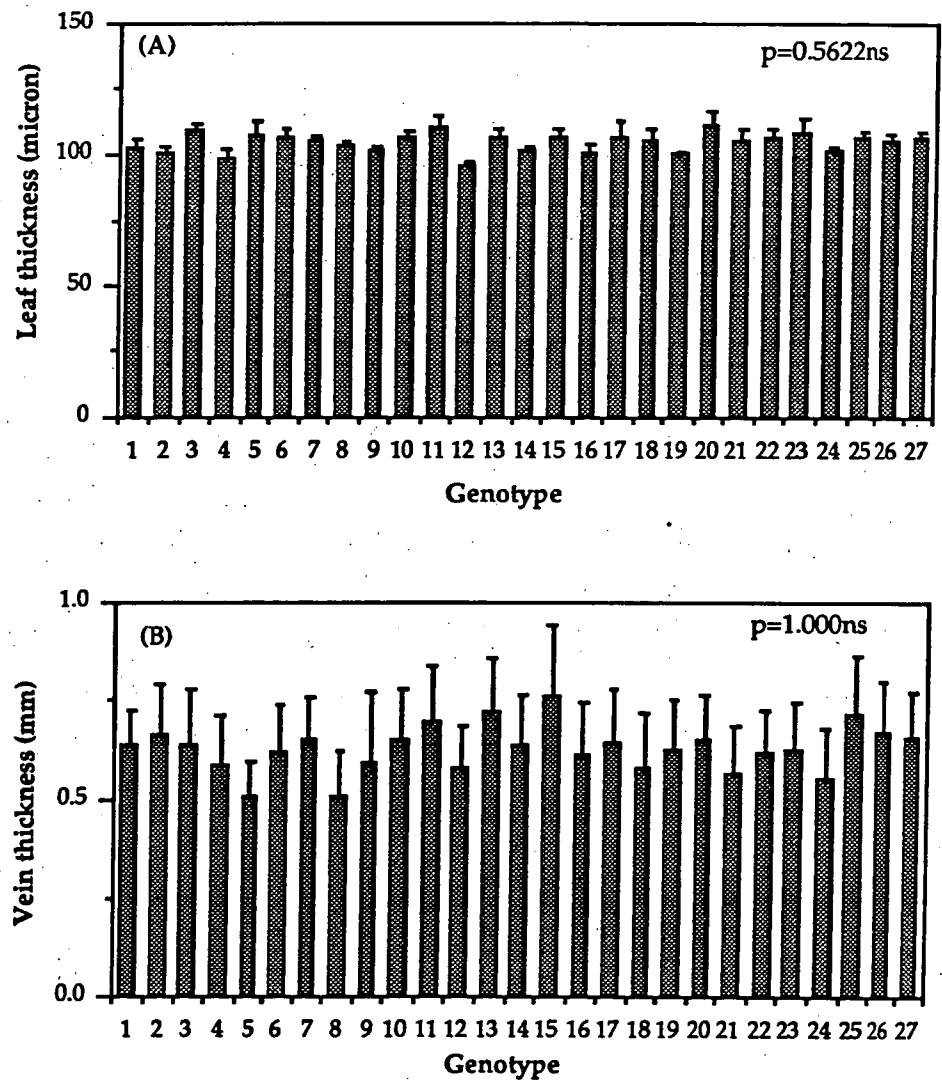 150
(A)
p=0.5622ns
100
50
0
Leaf thickness (micron)
1 2 3 4 5 6 7 8 9 10 11 12 13 14 15 16 17 18 19 20 21 22 23 24 25 26 27
Genotype
1.0
(B)
p=1.000ns
0.5
0.0
Vein thickness (mm)
1 2 3 4 5 6 7 8 9 10 11 12 13 14 15 16 17 18 19 20 21 22 23 24 25 26 27
Genotype